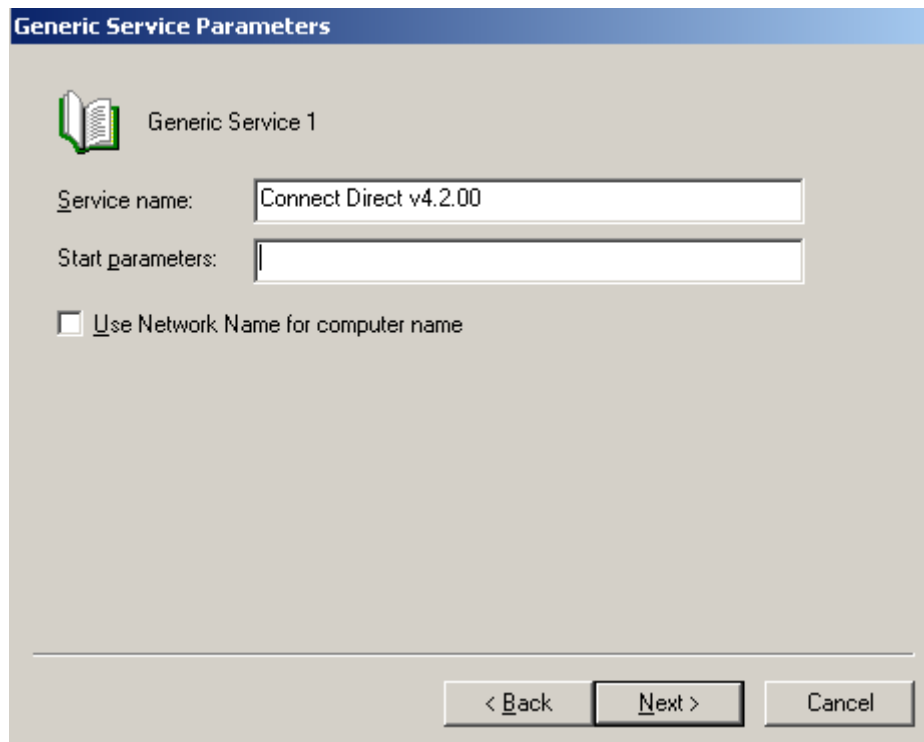 Generic Service Parameters
Generic Service 1
Service name: Connect Direct v4.2.00
Start parameters:
Use Network Name for computer name
< Back Next > Cancel